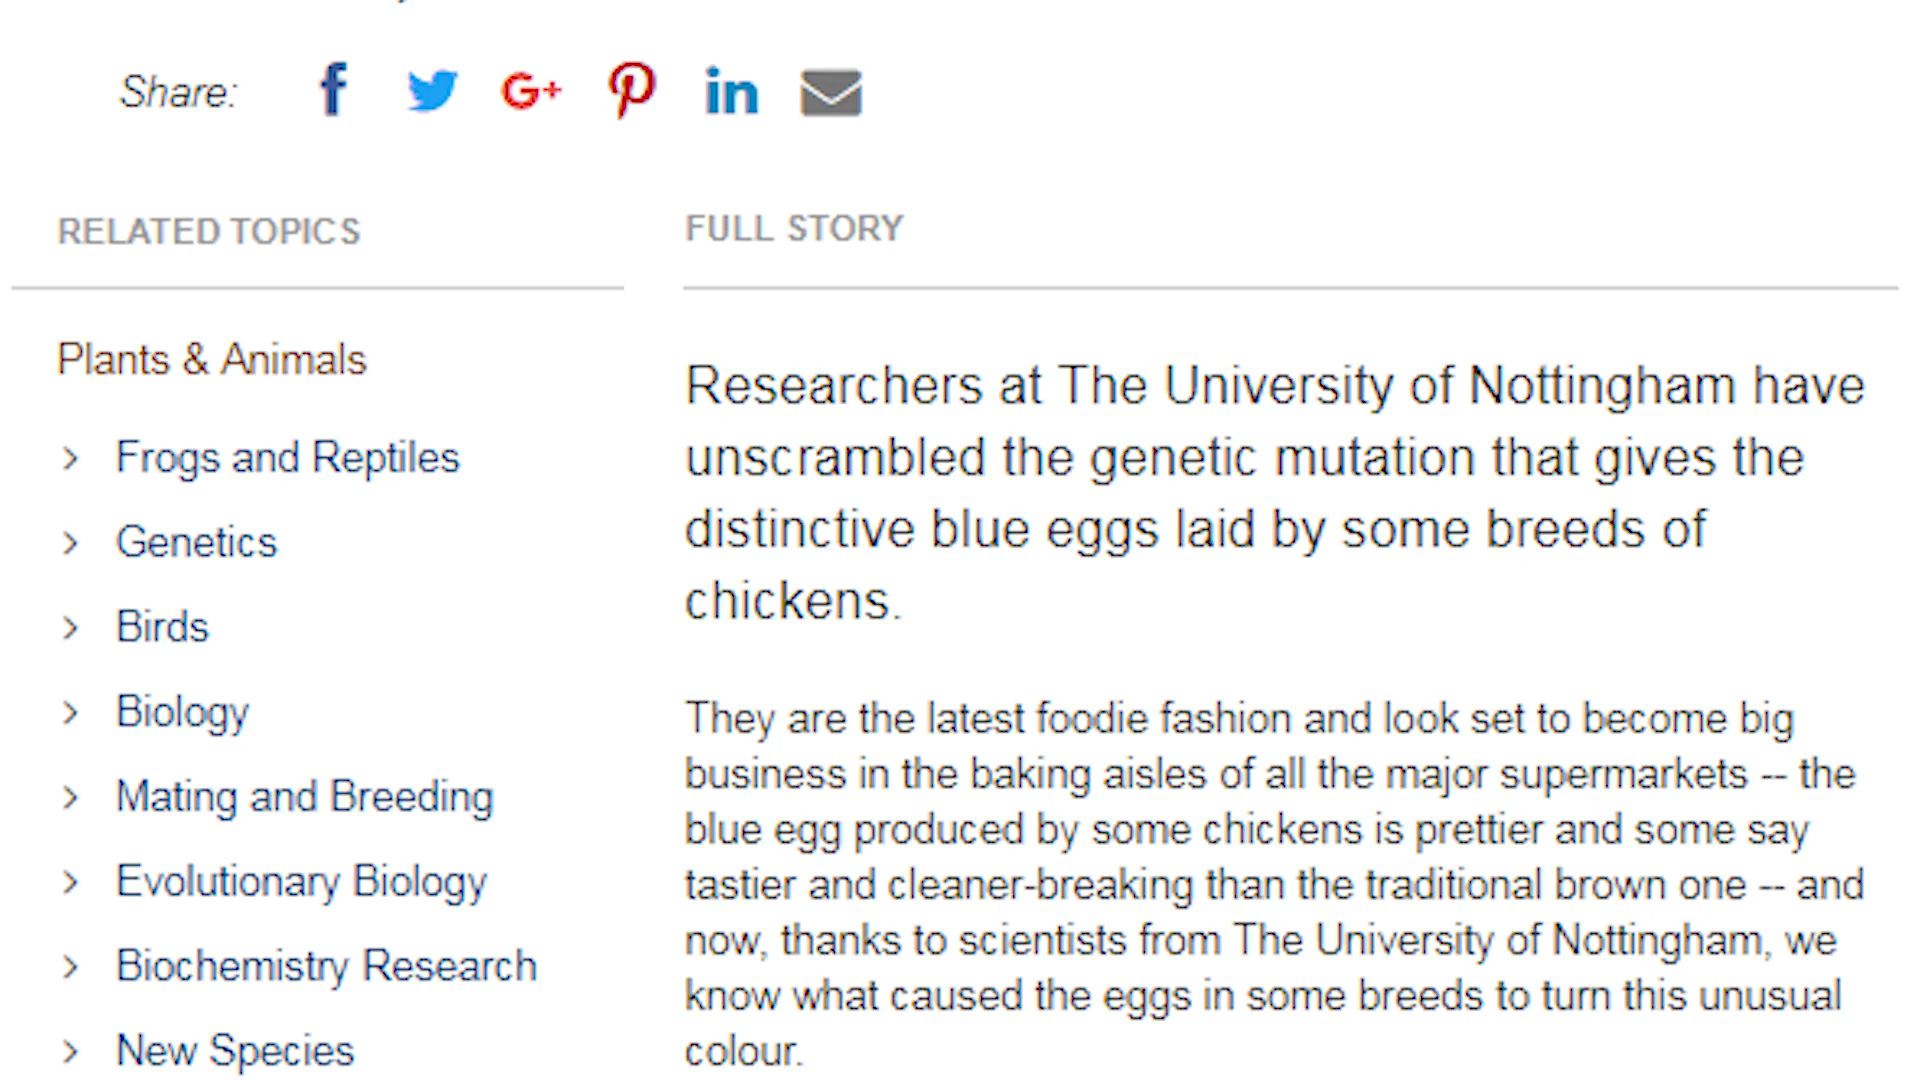 Share:
RELATED TOPICS
Plants & Animals
Frogs and Reptiles
Genetics
Birds
Biology
Mating and Breeding
Evolutionary Biology
Biochemistry Research
New Species
FULL STORY
Researchers at The University of Nottingham have
unscrambled the genetic mutation that gives the
distinctive blue eggs laid by some breeds of
chickens.
They are the latest foodie fashion and look set to become big
business in the baking aisles of all the major supermarkets -- the
blue egg produced by some chickens is prettier and some say
tastier and cleaner-breaking than the traditional brown one -- and
now, thanks to scientists from The University of Nottingham, we
know what caused the eggs in some breeds to turn this unusual
colour.